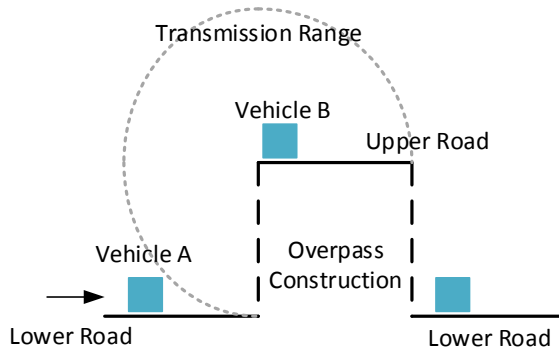 Transmission Range
Vehicle B
Upper Road
Vehicle A
Overpass
Construction
Lower Road
Lower Road